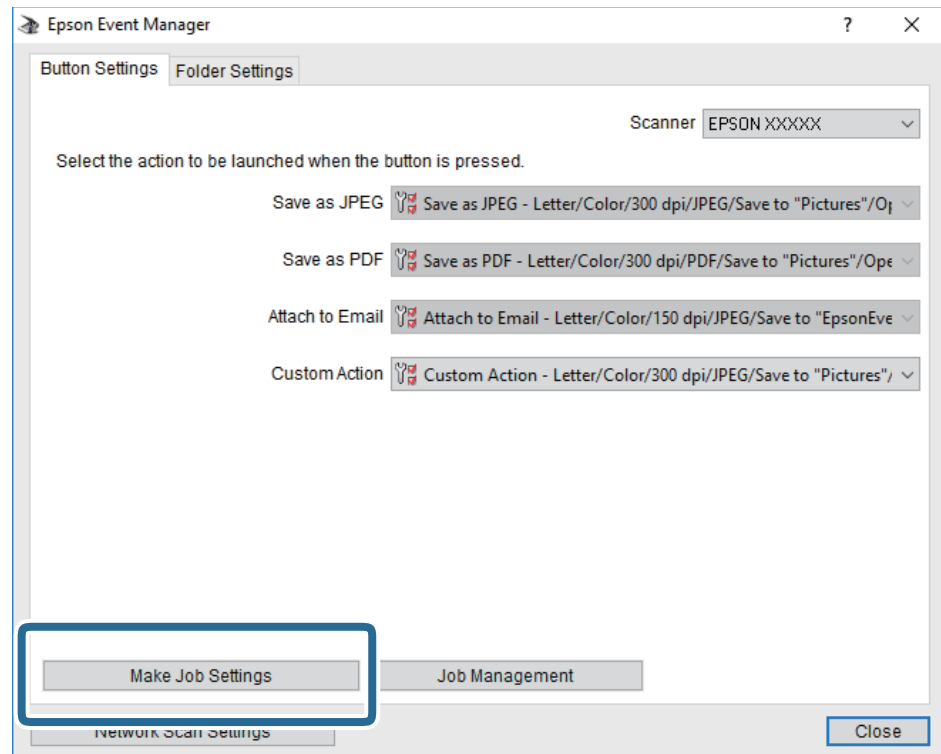 Epson Event Manager ? ×
Button Settings Folder Settings
Scanner EPSON XXXXX
Select the action to be launched when the button is pressed.
Save as JPEG Save as JPEG - Letter/Color/300 dpi/JPEG/Save to "Pictures"/Op
Save as PDF Save as PDF - Letter/Color/300 dpi/PDF/Save to "Pictures"/Ope
Attach to Email Attach to Email - Letter/Color/150 dpi/JPEG/Save to "EpsonEve
Custom Action Custom Action - Letter/Color/300 dpi/JPEG/Save to "Pictures"/
Make Job Settings Job Management
Network Scan Settings Close